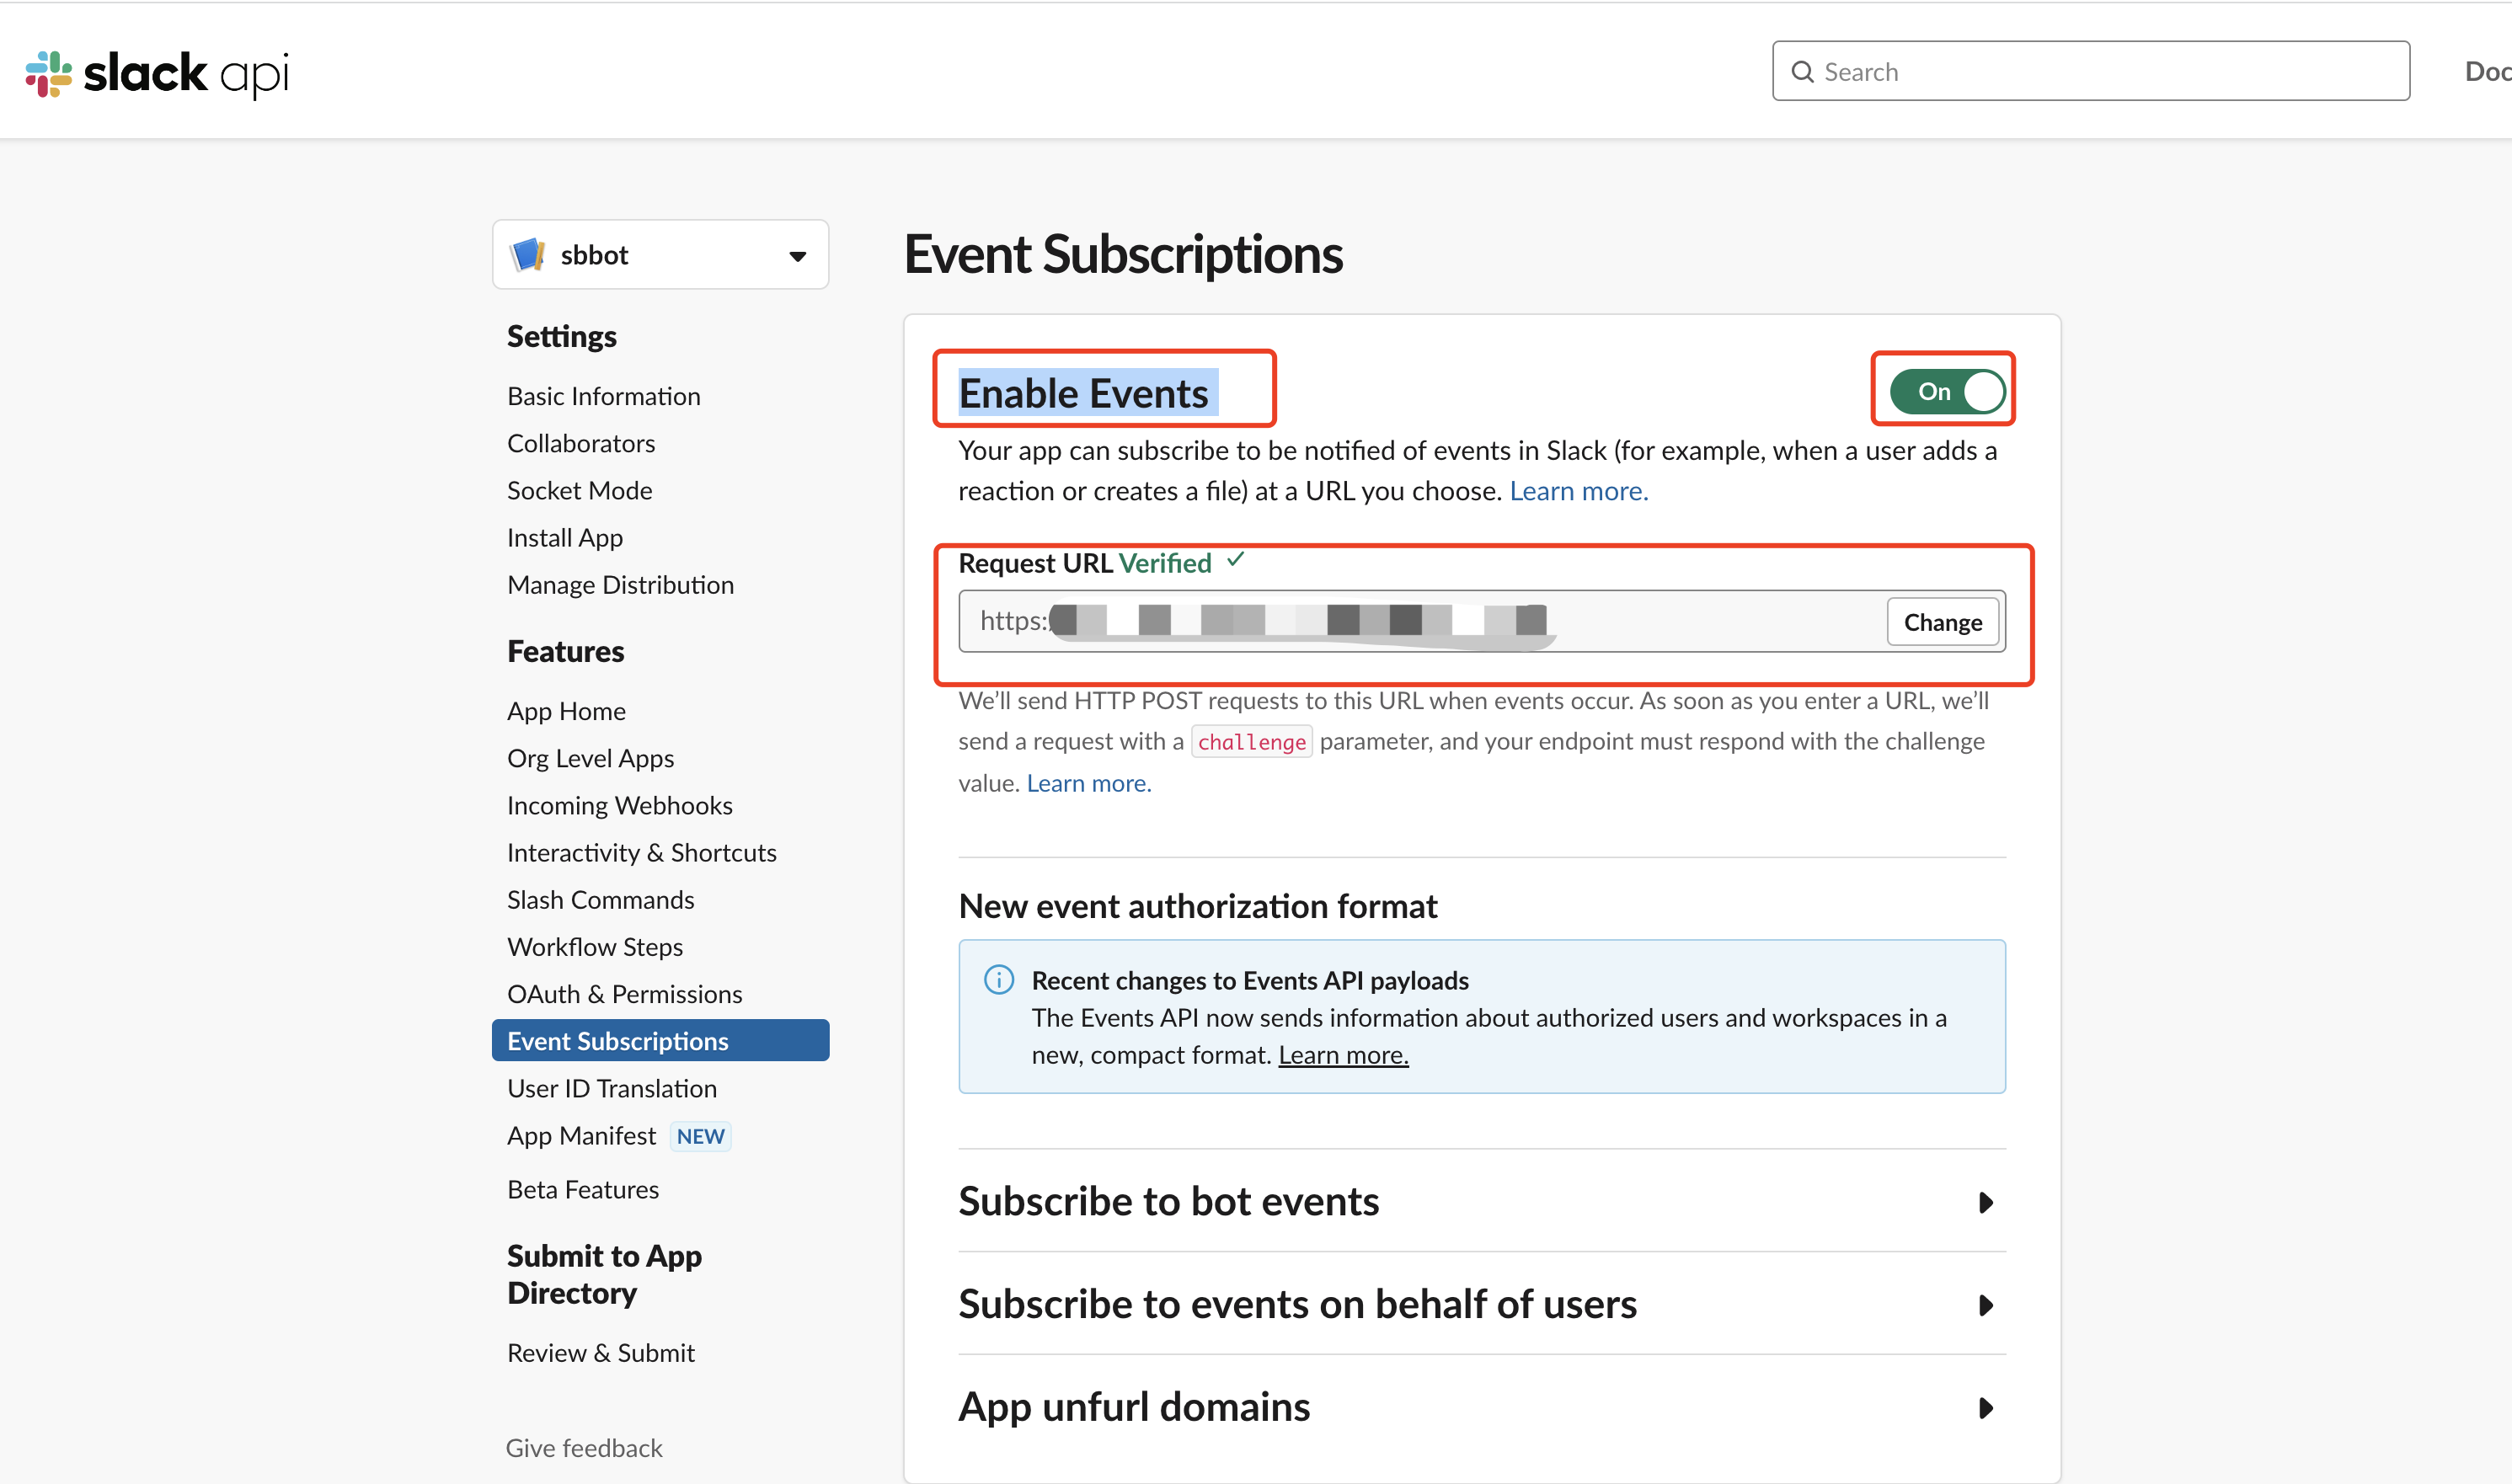 slack api
Search
Doc
sbbot
Settings
Basic Information
Collaborators
Socket Mode
Install App
Manage Distribution
Features
App Home
Org Level Apps
Incoming Webhooks
Interactivity & Shortcuts
Slash Commands
Workflow Steps
OAuth & Permissions
Event Subscriptions
User ID Translation
App Manifest NEW
Beta Features
Submit to App
Directory
Review & Submit
Give feedback
Event Subscriptions
Enable Events
On
Your app can subscribe to be notified of events in Slack (for example, when a user adds a
reaction or creates a file) at a URL you choose. Learn more.
Request URL Verified ✓
https:
Change
We’ll send HTTP POST requests to this URL when events occur. As soon as you enter a URL, we’ll
send a request with a challenge parameter, and your endpoint must respond with the challenge
value. Learn more.
New event authorization format
Recent changes to Events API payloads
The Events API now sends information about authorized users and workspaces in a
new, compact format. Learn more.
Subscribe to bot events
Subscribe to events on behalf of users
App unfurl domains